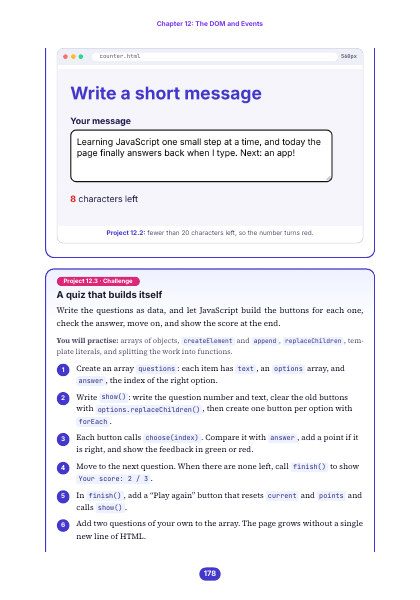 Chapter 12: The DOM and Events
counter.html
560px
Write a short message
Your message
Learning JavaScript one small step at a time, and today the
page finally answers back when I type. Next: an app!
8 characters left
Project 12.2: fewer than 20 characters left, so the number turns red.
Project 12.3 · Challenge
A quiz that builds itself
Write the questions as data, and let JavaScript build the buttons for each one,
check the answer, move on, and show the score at the end.
You will practise: arrays of objects, createElement and append, replaceChildren, tem-
plate literals, and splitting the work into functions.
1 Create an array questions: each item has text, an options array, and
answer, the index of the right option.
2 Write show(): write the question number and text, clear the old buttons
with options.replaceChildren(), then create one button per option with
forEach.
3 Each button calls choose(index). Compare it with answer, add a point if it
is right, and show the feedback in green or red.
4 Move to the next question. When there are none left, call finish() to show
Your score: 2 / 3.
5 In finish(), add a “Play again” button that resets current and points and
calls show().
6 Add two questions of your own to the array. The page grows without a single
new line of HTML.
178